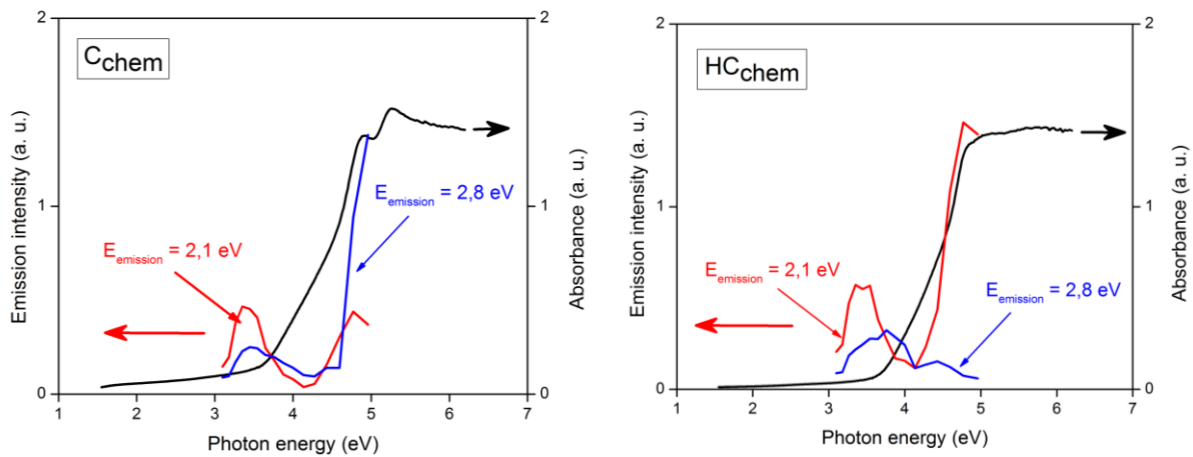 C_chem
Emission intensity (a. u.)
2
1
0
E_emission = 2,1 eV
E_emission = 2,8 eV
2
1
0
Absorbance (a. u.)
1 2 3 4 5 6 7
Photon energy (eV)
HC_chem
Emission intensity (a. u.)
2
1
0
E_emission = 2,1 eV
E_emission = 2,8 eV
2
1
0
Absorbance (a. u.)
1 2 3 4 5 6 7
Photon energy (eV)